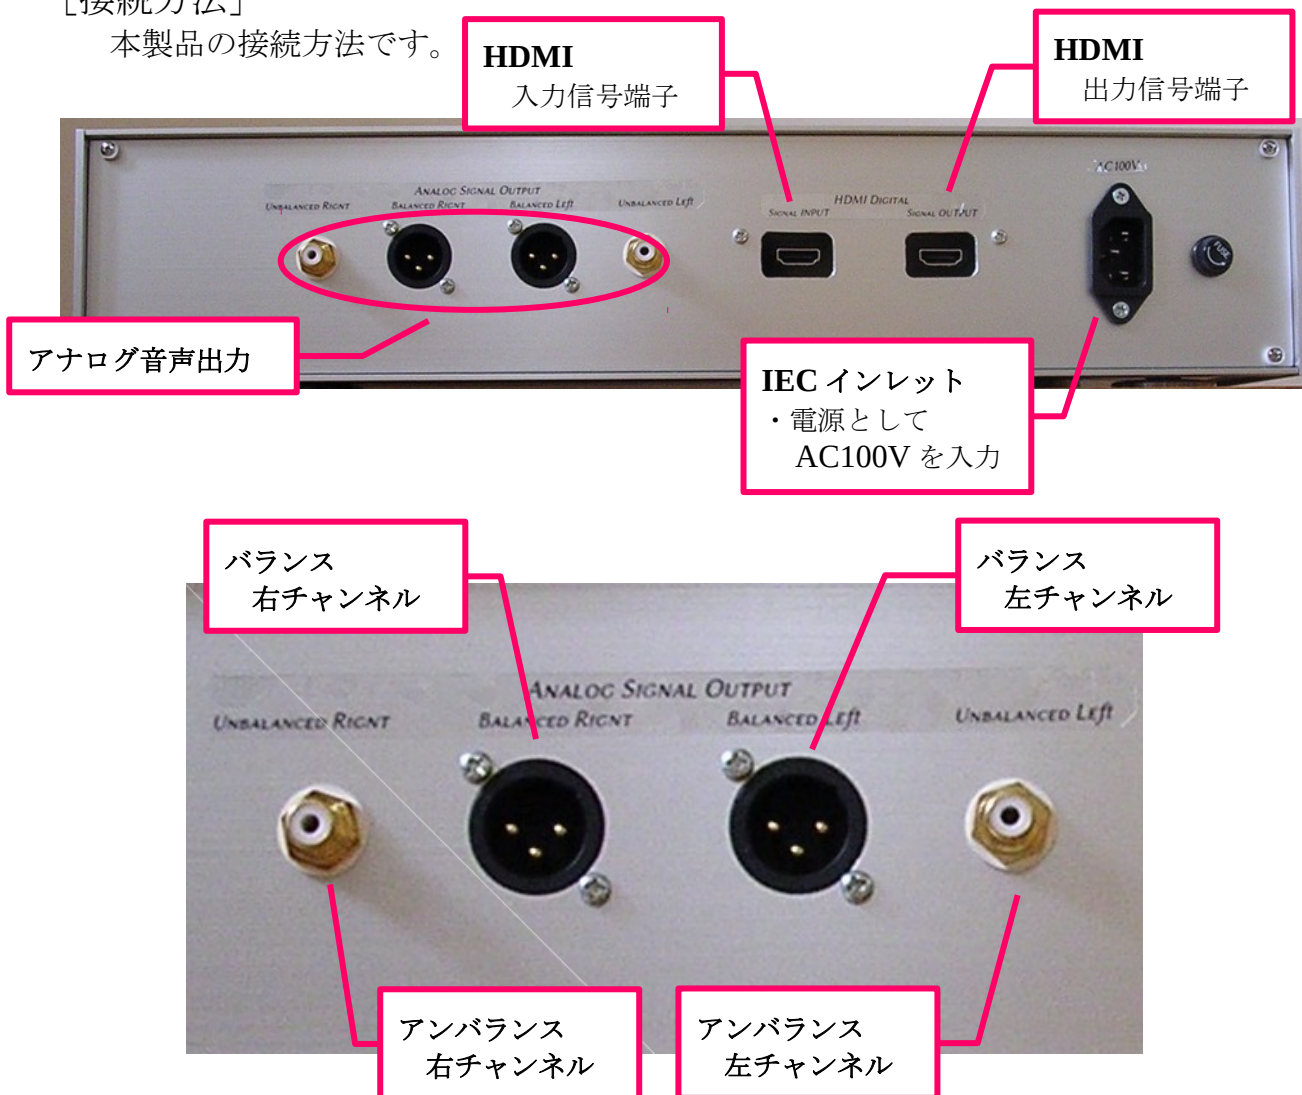 ［接続方法］
本製品の接続方法です。
HDMI
入力信号端子
HDMI
出力信号端子
AC100V
ANALOG SIGNAL OUTPUT
UNBALANCED RIGNT
BALANCED RIGNT
BALANCED LEft
UNBALANCED LEft
HDMI DIGITAL
SIGNAL INPUT
SIGNAL OUTPUT
FUSE
アナログ音声出力
IEC インレット
・電源として
AC100V を入力
バランス
右チャンネル
バランス
左チャンネル
ANALOG SIGNAL OUTPUT
UNBALANCED RIGNT
BALANCED RIGNT
BALANCED LEft
UNBALANCED LEft
アンバランス
右チャンネル
アンバランス
左チャンネル